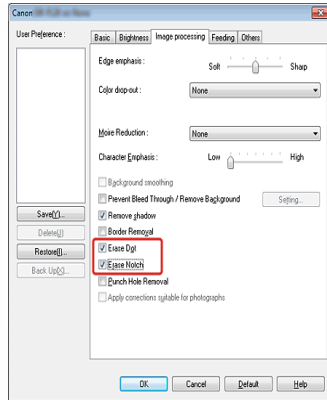 Canon
User Preference :
Basic Brightness Image processing Feeding Others
Edge emphasis :
Soft Sharp
Color drop-out :
None
Moire Reduction :
None
Character Emphasis :
Low High
Background smoothing
Prevent Bleed Through / Remove Background
Setting...
Remove shadow
Border Removal
Erase Dot
Erase Notch
Punch Hole Removal
Apply corrections suitable for photographs
Save(Y)...
Delete(J)
Restore(I)...
Back Up(X)...
OK Cancel Default Help